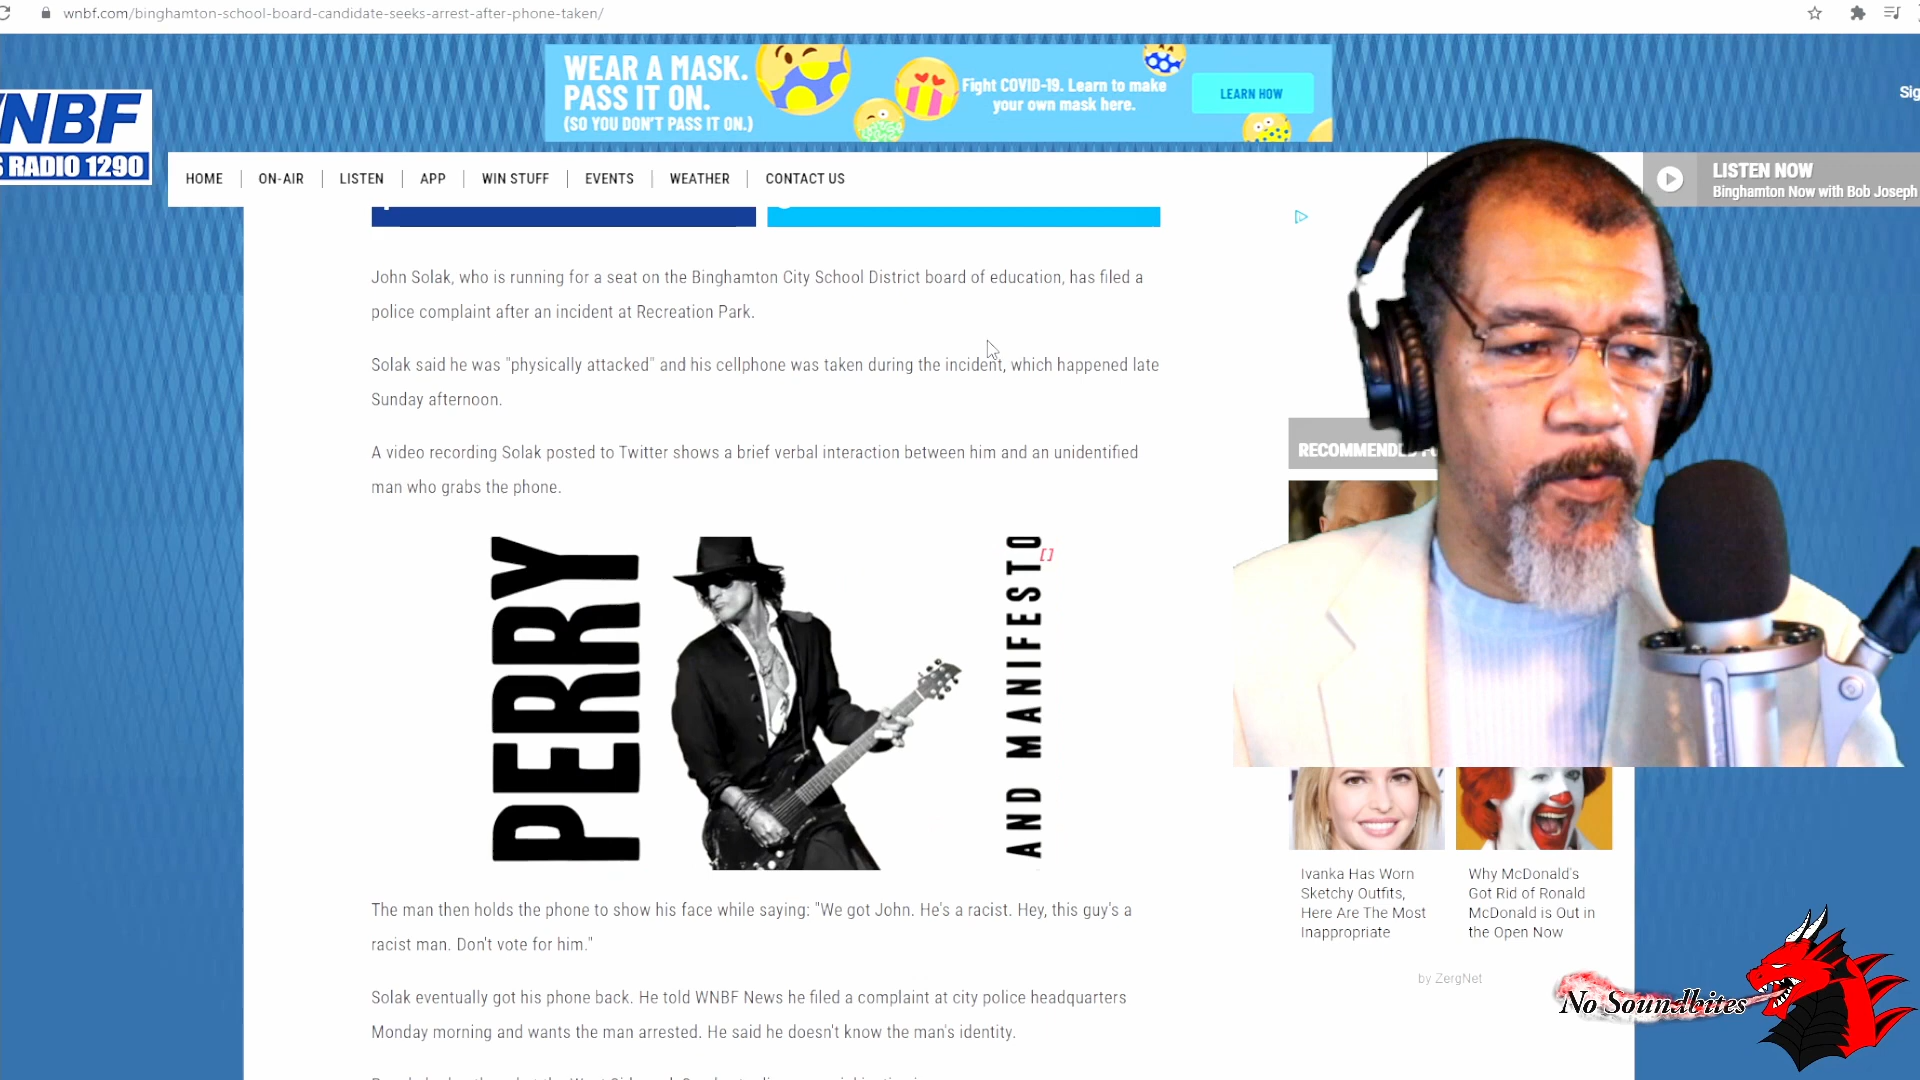 wnbf.com/binghamton-school-board-candidate-seeks-arrest-after-phone-taken/
WEAR A MASK.
PASS IT ON.
(SO YOU DON'T PASS IT ON.)
Fight COVID-19. Learn to make
your own mask here.
LEARN HOW
Sig
WNBF
S RADIO 1290
HOME
ON-AIR
LISTEN
APP
WIN STUFF
EVENTS
WEATHER
CONTACT US
LISTEN NOW
Binghamton Now with Bob Joseph
John Solak, who is running for a seat on the Binghamton City School District board of education, has filed a
police complaint after an incident at Recreation Park.
Solak said he was "physically attacked" and his cellphone was taken during the incident, which happened late
Sunday afternoon.
A video recording Solak posted to Twitter shows a brief verbal interaction between him and an unidentified
man who grabs the phone.
RECOMMENDED
PERRY
AND MANIFESTO
[]
The man then holds the phone to show his face while saying: "We got John. He's a racist. Hey, this guy's a
racist man. Don't vote for him."
Solak eventually got his phone back. He told WNBF News he filed a complaint at city police headquarters
Monday morning and wants the man arrested. He said he doesn't know the man's identity.
Ivanka Has Worn
Sketchy Outfits,
Here Are The Most
Inappropriate
Why McDonald's
Got Rid of Ronald
McDonald is Out in
the Open Now
by ZergNet
No Soundbites